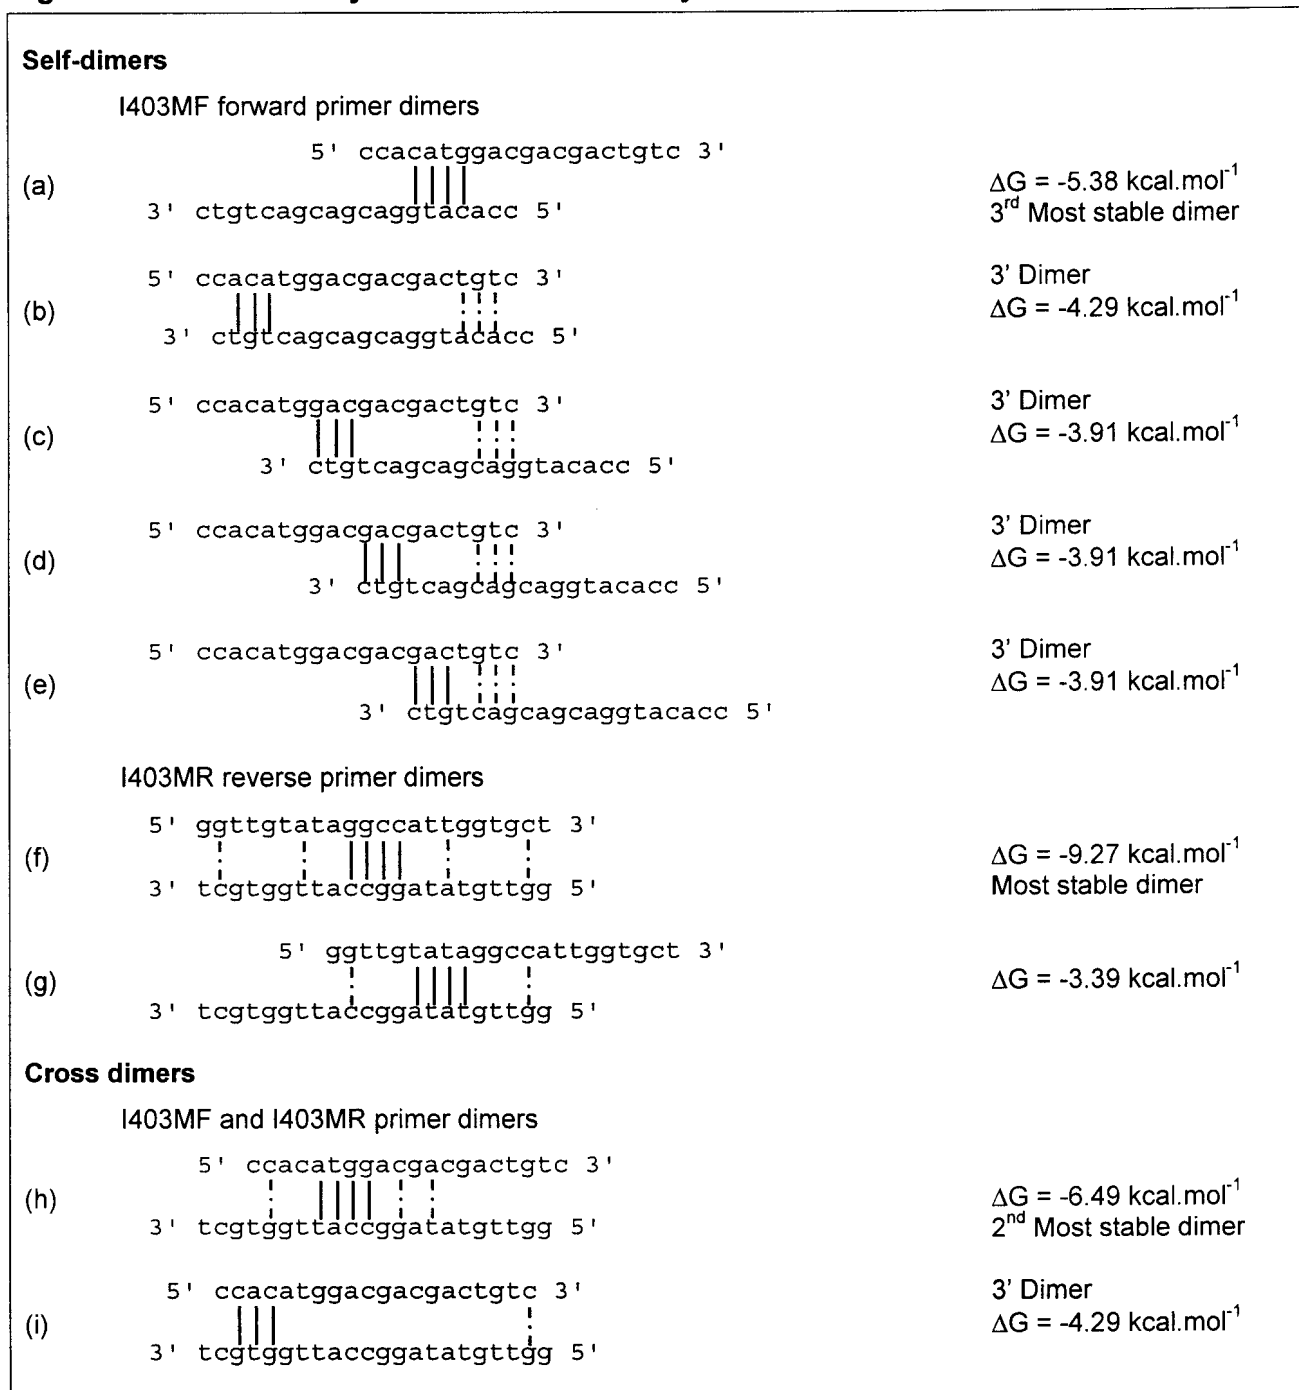 Self-dimers
I403MF forward primer dimers
5' ccacatggacgacgactgtc 3'
(a)
3' ctgtcagcagcaggtacacc 5'
ΔG = -5.38 kcal.mol-1
3rd Most stable dimer
5' ccacatggacgacgactgtc 3'
(b)
3' ctgtcagcagcaggtacacc 5'
3' Dimer
ΔG = -4.29 kcal.mol-1
5' ccacatggacgacgactgtc 3'
(c)
3' ctgtcagcagcaggtacacc 5'
3' Dimer
ΔG = -3.91 kcal.mol-1
5' ccacatggacgacgactgtc 3'
(d)
3' ctgtcagcagcaggtacacc 5'
3' Dimer
ΔG = -3.91 kcal.mol-1
5' ccacatggacgacgactgtc 3'
(e)
3' ctgtcagcagcaggtacacc 5'
3' Dimer
ΔG = -3.91 kcal.mol-1
I403MR reverse primer dimers
5' ggttgtataggccattggtgct 3'
(f)
3' tcgtggttaccggatatgttgg 5'
ΔG = -9.27 kcal.mol-1
Most stable dimer
5' ggttgtataggccattggtgct 3'
(g)
3' tcgtggttaccggatatgttgg 5'
ΔG = -3.39 kcal.mol-1
Cross dimers
I403MF and I403MR primer dimers
5' ccacatggacgacgactgtc 3'
(h)
3' tcgtggttaccggatatgttgg 5'
ΔG = -6.49 kcal.mol-1
2nd Most stable dimer
5' ccacatggacgacgactgtc 3'
(i)
3' tcgtggttaccggatatgttgg 5'
3' Dimer
ΔG = -4.29 kcal.mol-1